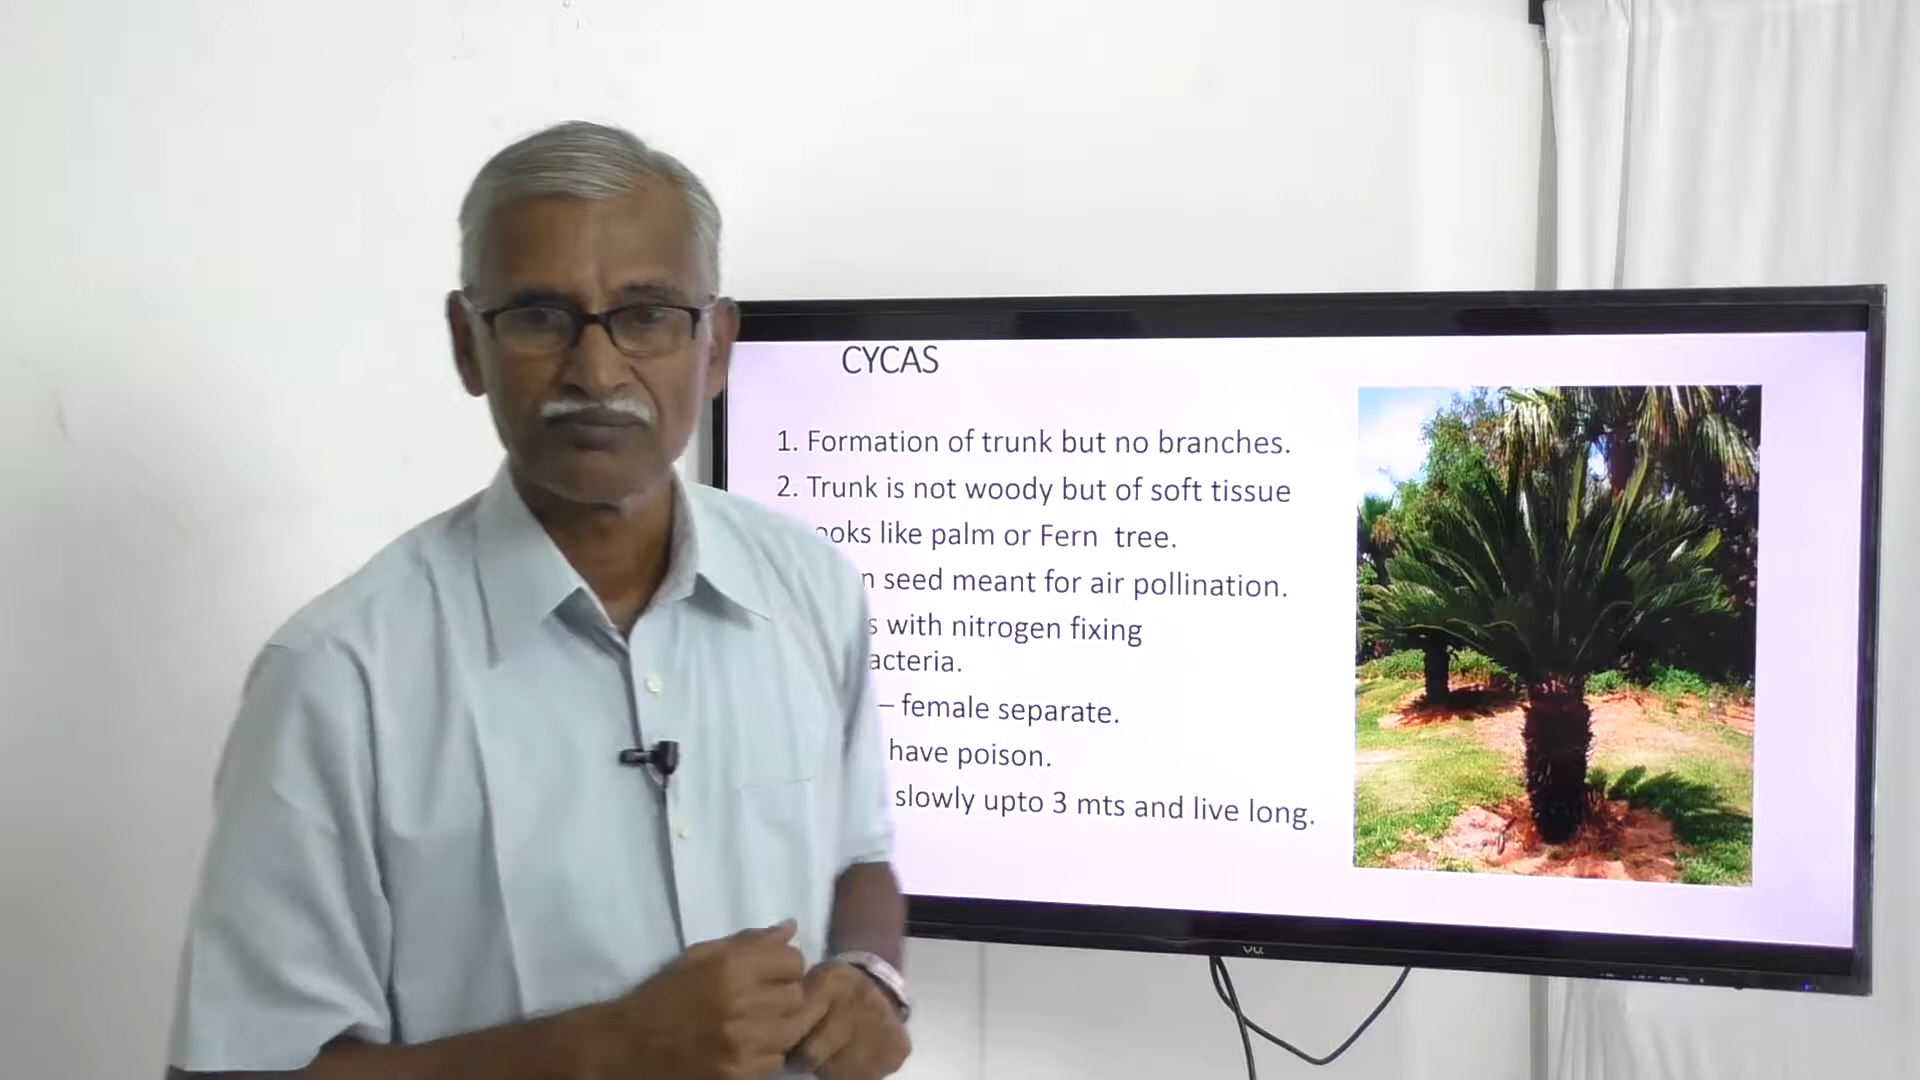 CYCAS
1. Formation of trunk but no branches.
2. Trunk is not woody but of soft tissue
like palm or Fern tree.
seed meant for air pollination.
with nitrogen fixing
– female separate.
have poison.
slowly upto 3 mts and live long.